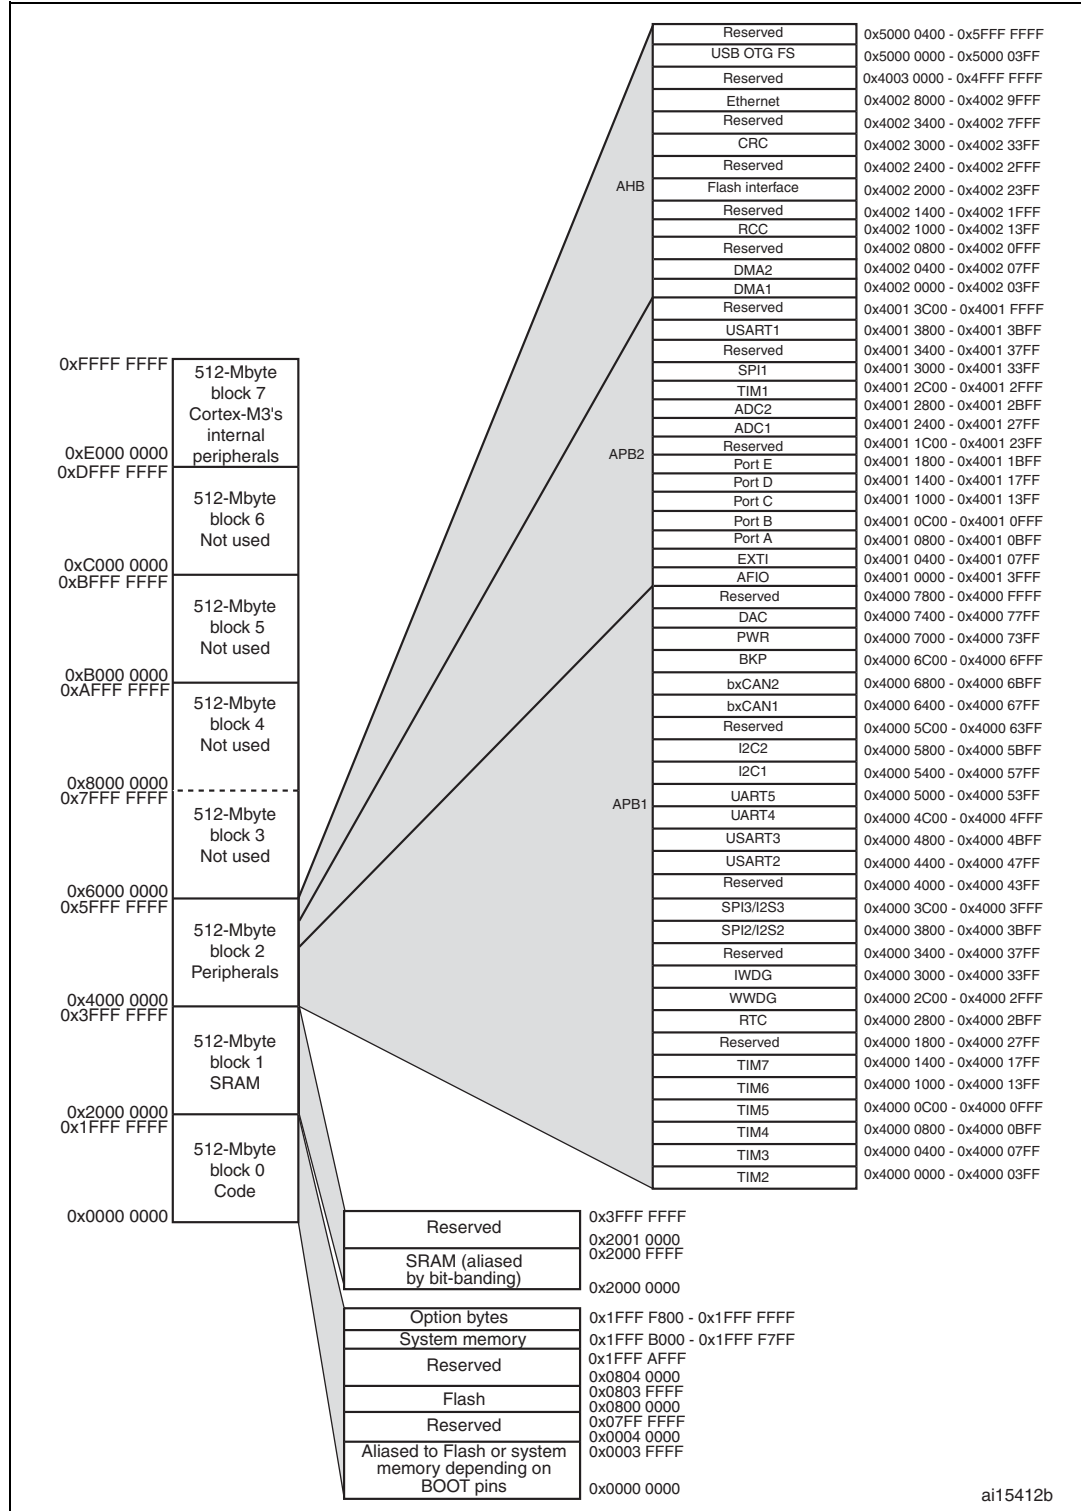 Reserved 0x5000 0400 - 0x5FFF FFFF
USB OTG FS 0x5000 0000 - 0x5000 03FF
Reserved 0x4003 0000 - 0x4FFF FFFF
Ethernet 0x4002 8000 - 0x4002 9FFF
Reserved 0x4002 3400 - 0x4002 7FFF
CRC 0x4002 3000 - 0x4002 33FF
Reserved 0x4002 2400 - 0x4002 2FFF
AHB
Flash interface 0x4002 2000 - 0x4002 23FF
Reserved 0x4002 1400 - 0x4002 1FFF
RCC 0x4002 1000 - 0x4002 13FF
Reserved 0x4002 0800 - 0x4002 0FFF
DMA2 0x4002 0400 - 0x4002 07FF
DMA1 0x4002 0000 - 0x4002 03FF
Reserved 0x4001 3C00 - 0x4001 FFFF
USART1 0x4001 3800 - 0x4001 3BFF
Reserved 0x4001 3400 - 0x4001 37FF
SPI1 0x4001 3000 - 0x4001 33FF
TIM1 0x4001 2C00 - 0x4001 2FFF
ADC2 0x4001 2800 - 0x4001 2BFF
ADC1 0x4001 2400 - 0x4001 27FF
Reserved 0x4001 1C00 - 0x4001 23FF
APB2
Port E 0x4001 1800 - 0x4001 1BFF
Port D 0x4001 1400 - 0x4001 17FF
Port C 0x4001 1000 - 0x4001 13FF
Port B 0x4001 0C00 - 0x4001 0FFF
Port A 0x4001 0800 - 0x4001 0BFF
EXTI 0x4001 0400 - 0x4001 07FF
AFIO 0x4001 0000 - 0x4001 3FFF
Reserved 0x4000 7800 - 0x4000 FFFF
DAC 0x4000 7400 - 0x4000 77FF
PWR 0x4000 7000 - 0x4000 73FF
BKP 0x4000 6C00 - 0x4000 6FFF
bxCAN2 0x4000 6800 - 0x4000 6BFF
bxCAN1 0x4000 6400 - 0x4000 67FF
Reserved 0x4000 5C00 - 0x4000 63FF
I2C2 0x4000 5800 - 0x4000 5BFF
I2C1 0x4000 5400 - 0x4000 57FF
UART5 0x4000 5000 - 0x4000 53FF
APB1
UART4 0x4000 4C00 - 0x4000 4FFF
USART3 0x4000 4800 - 0x4000 4BFF
USART2 0x4000 4400 - 0x4000 47FF
Reserved 0x4000 4000 - 0x4000 43FF
SPI3/I2S3 0x4000 3C00 - 0x4000 3FFF
SPI2/I2S2 0x4000 3800 - 0x4000 3BFF
Reserved 0x4000 3400 - 0x4000 37FF
IWDG 0x4000 3000 - 0x4000 33FF
WWDG 0x4000 2C00 - 0x4000 2FFF
RTC 0x4000 2800 - 0x4000 2BFF
Reserved 0x4000 1800 - 0x4000 27FF
TIM7 0x4000 1400 - 0x4000 17FF
TIM6 0x4000 1000 - 0x4000 13FF
TIM5 0x4000 0C00 - 0x4000 0FFF
TIM4 0x4000 0800 - 0x4000 0BFF
TIM3 0x4000 0400 - 0x4000 07FF
TIM2 0x4000 0000 - 0x4000 03FF
0xFFFF FFFF
512-Mbyte
block 7
Cortex-M3's
internal
peripherals
0xE000 0000
0xDFFF FFFF
512-Mbyte
block 6
Not used
0xC000 0000
0xBFFF FFFF
512-Mbyte
block 5
Not used
0xB000 0000
0xAFFF FFFF
512-Mbyte
block 4
Not used
0x8000 0000
0x7FFF FFFF
512-Mbyte
block 3
Not used
0x6000 0000
0x5FFF FFFF
512-Mbyte
block 2
Peripherals
0x4000 0000
0x3FFF FFFF
512-Mbyte
block 1
SRAM
0x2000 0000
0x1FFF FFFF
512-Mbyte
block 0
Code
0x0000 0000
0x3FFF FFFF
Reserved
0x2001 0000
0x2000 FFFF
SRAM (aliased
by bit-banding)
0x2000 0000
Option bytes 0x1FFF F800 - 0x1FFF FFFF
System memory 0x1FFF B000 - 0x1FFF F7FF
0x1FFF AFFF
Reserved
0x0804 0000
0x0803 FFFF
Flash
0x0800 0000
0x07FF FFFF
Reserved
0x0004 0000
0x0003 FFFF
Aliased to Flash or system
memory depending on
BOOT pins
0x0000 0000
ai15412b